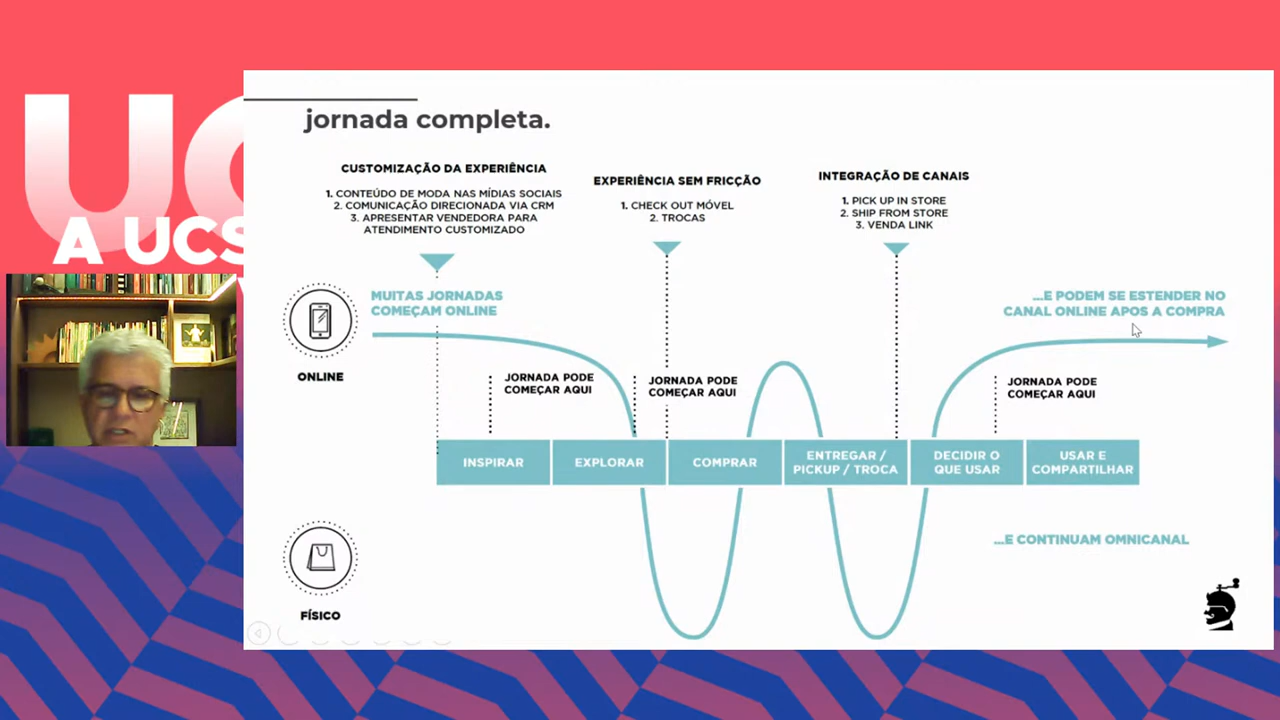 UC
A UCS
jornada completa.
CUSTOMIZAÇÃO DA EXPERIÊNCIA
1. CONTEÚDO DE MODA NAS MÍDIAS SOCIAIS
2. COMUNICAÇÃO DIRECIONADA VIA CRM
3. APRESENTAR VENDEDORA PARA
ATENDIMENTO CUSTOMIZADO
EXPERIÊNCIA SEM FRICÇÃO
1. CHECK OUT MÓVEL
2. TROCAS
INTEGRAÇÃO DE CANAIS
1. PICK UP IN STORE
2. SHIP FROM STORE
3. VENDA LINK
MUITAS JORNADAS
COMEÇAM ONLINE
...E PODEM SE ESTENDER NO
CANAL ONLINE APOS A COMPRA
ONLINE
JORNADA PODE
COMEÇAR AQUI
JORNADA PODE
COMEÇAR AQUI
JORNADA PODE
COMEÇAR AQUI
INSPIRAR
EXPLORAR
COMPRAR
ENTREGAR /
PICKUP / TROCA
DECIDIR O
QUE USAR
USAR E
COMPARTILHAR
...E CONTINUAM OMNICANAL
FÍSICO